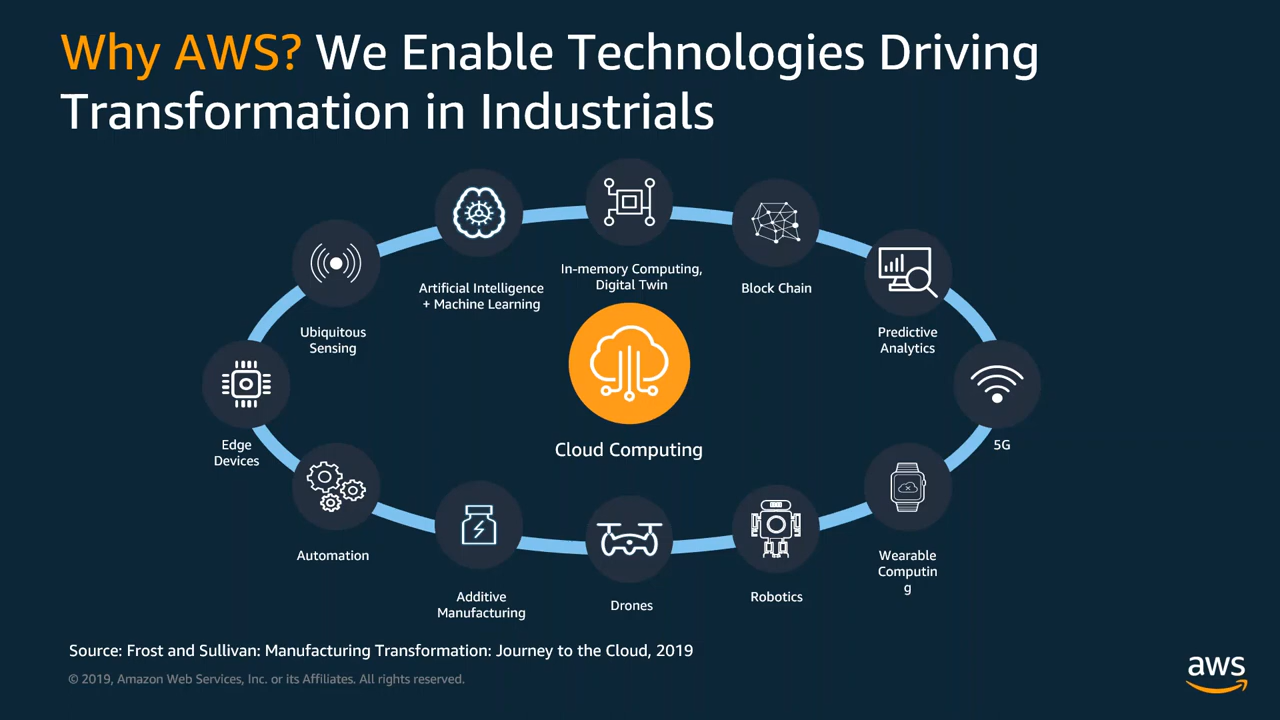 Why AWS? We Enable Technologies Driving
Transformation in Industrials
Artificial Intelligence
+ Machine Learning
In-memory Computing,
Digital Twin
Block Chain
Ubiquitous
Sensing
Predictive
Analytics
Edge
Devices
Cloud Computing
5G
Automation
Additive
Manufacturing
Drones
Robotics
Wearable
Computin
g
Source: Frost and Sullivan: Manufacturing Transformation: Journey to the Cloud, 2019
© 2019, Amazon Web Services, Inc. or its Affiliates. All rights reserved.
aws